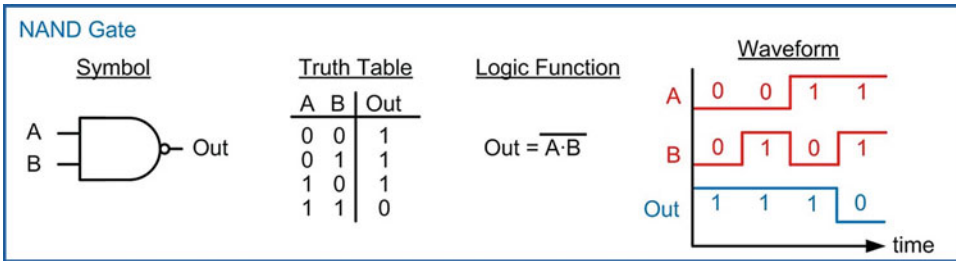 NAND Gate
Symbol
A
B
Out
Truth Table
A B Out
0 0 1
0 1 1
1 0 1
1 1 0
Logic Function
Out = \overline{A·B}
Waveform
A 0 0 1 1
B 0 1 0 1
Out 1 1 1 0
time